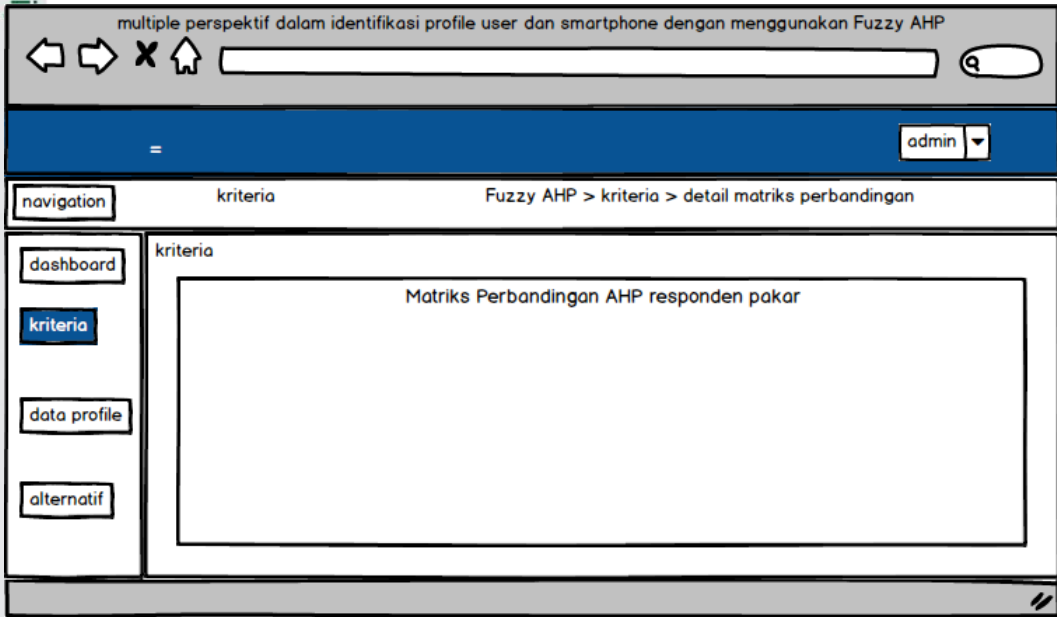 multiple perspektif dalam identifikasi profile user dan smartphone dengan menggunakan Fuzzy AHP
=
admin
navigation
kriteria
Fuzzy AHP > kriteria > detail matriks perbandingan
dashboard
kriteria
data profile
alternatif
kriteria
Matriks Perbandingan AHP responden pakar